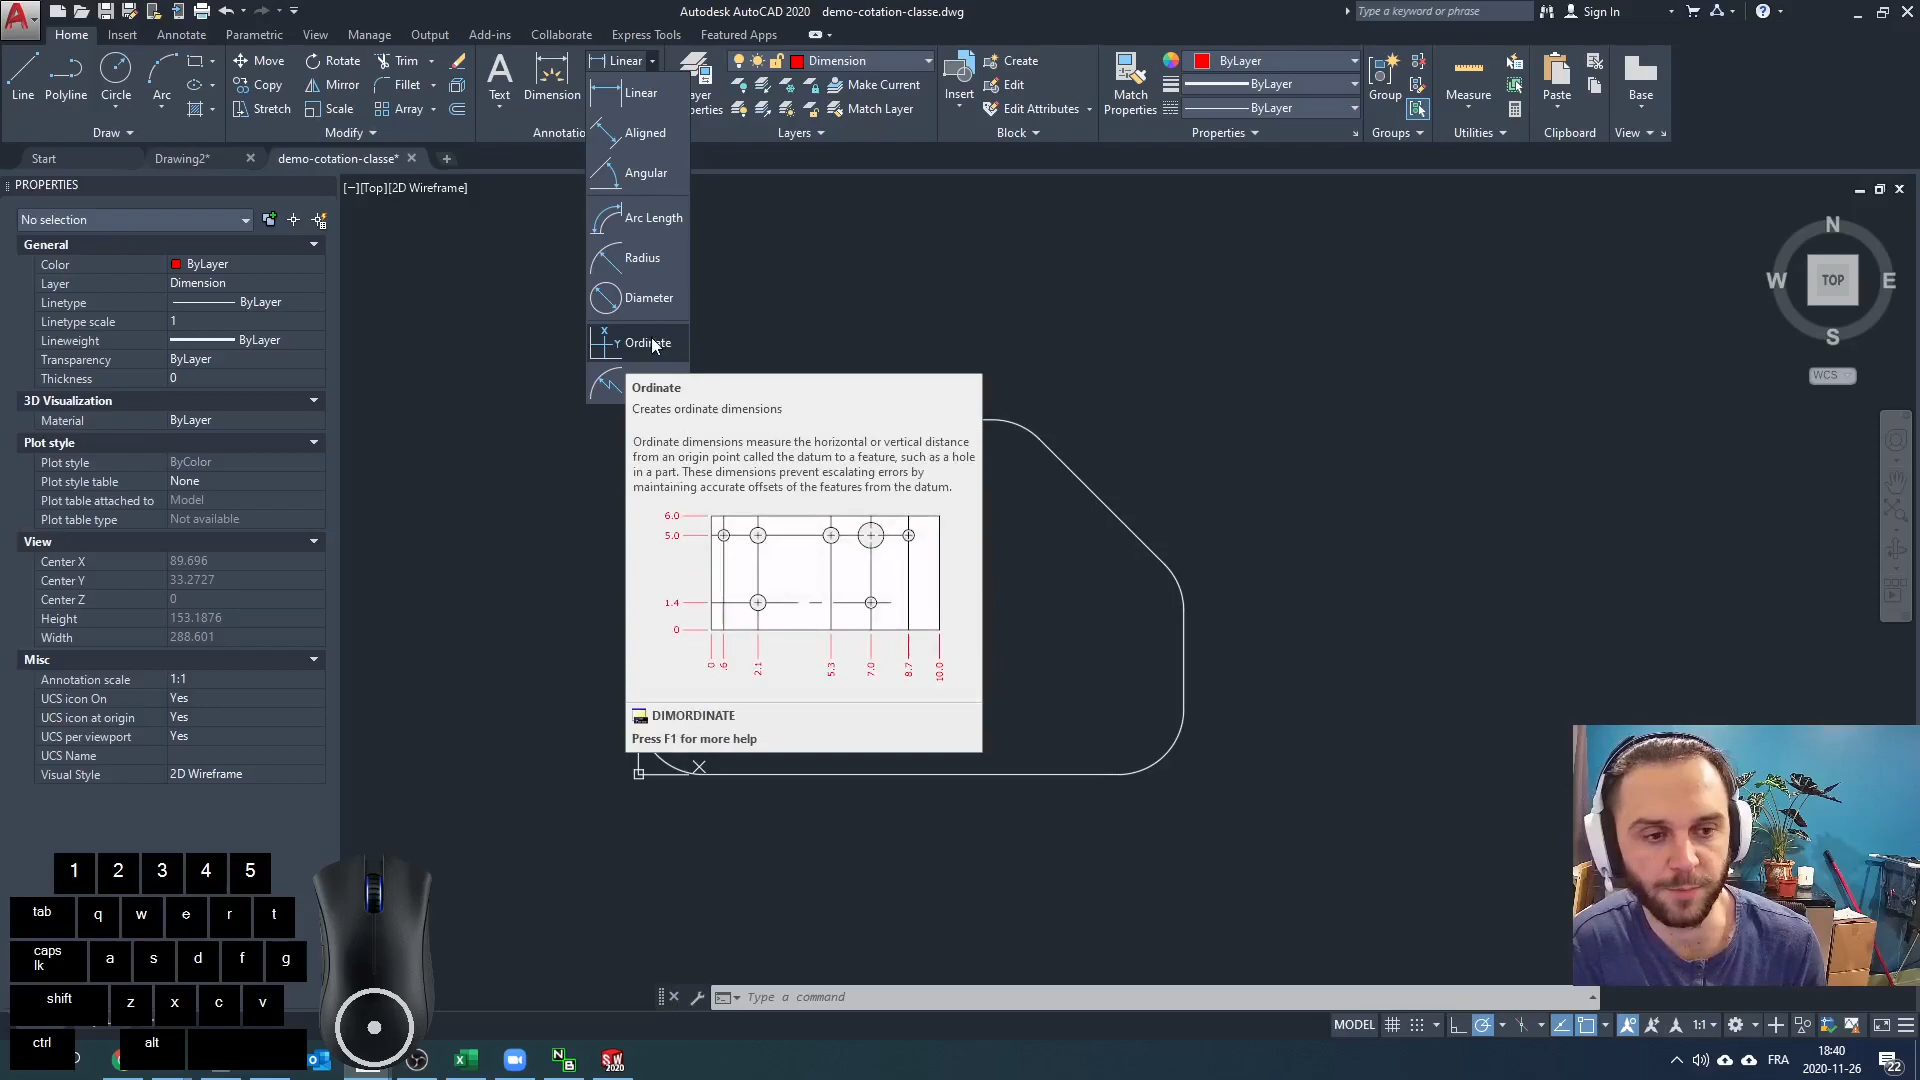 Autodesk AutoCAD 2020 demo-cotation-classe.dwg
Type a keyword or phrase
Sign In
Home Insert Annotate Parametric View Manage Output Add-ins Collaborate Express Tools Featured Apps
Line Polyline Circle Arc
Move Rotate Trim
Copy Mirror Fillet
Stretch Scale Array
Text Dimension
Linear
Dimension
Make Current
Match Layer
Insert
Create
Edit
Edit Attributes
Match Properties
ByLayer
ByLayer
ByLayer
Group
Measure
Paste
Base
Draw Modify Layers Block Properties Groups Utilities Clipboard View
Linear
Aligned
Angular
Arc Length
Radius
Diameter
Ordinate
Start Drawing2* demo-cotation-classe*
PROPERTIES
[−][Top][2D Wireframe]
No selection
General
Color ByLayer
Layer Dimension
Linetype ByLayer
Linetype scale 1
Lineweight ByLayer
Transparency ByLayer
Thickness 0
3D Visualization
Material ByLayer
Plot style
Plot style ByColor
Plot style table None
Plot table attached to Model
Plot table type Not available
View
Center X 89.696
Center Y 33.2727
Center Z 0
Height 153.1876
Width 288.601
Misc
Annotation scale 1:1
UCS icon On Yes
UCS icon at origin Yes
UCS per viewport Yes
UCS Name
Visual Style 2D Wireframe
Ordinate
Creates ordinate dimensions
Ordinate dimensions measure the horizontal or vertical distance
from an origin point called the datum to a feature, such as a hole
in a part. These dimensions prevent escalating errors by
maintaining accurate offsets of the features from the datum.
6.0
5.0
1.4
0
0 .6 2.1 5.3 7.0 8.7 10.0
DIMORDINATE
Press F1 for more help
N
W TOP E
S
WCS
X
1 2 3 4 5
tab q w e r t
caps lk a s d f g
shift z x c v
ctrl alt
Type a command
MODEL
1:1
FRA
18:40
2020-11-26
22